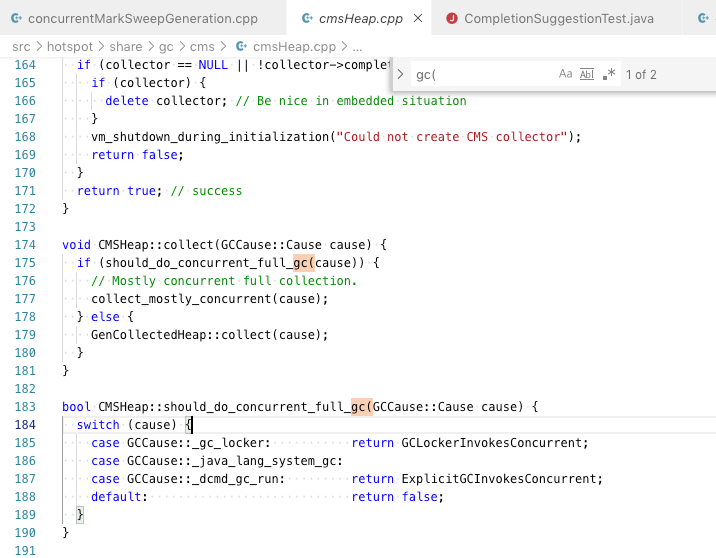 concurrentMarkSweepGeneration.cpp
cmsHeap.cpp
CompletionSuggestionTest.java
src > hotspot > share > gc > cms > cmsHeap.cpp > ...
gc(
Aa Abl .* 1 of 2
164 if (collector == NULL || !collector->complet
165 if (collector) {
166 delete collector; // Be nice in embedded situation
167 }
168 vm_shutdown_during_initialization("Could not create CMS collector");
169 return false;
170 }
171 return true; // success
172 }
173
174 void CMSHeap::collect(GCCause::Cause cause) {
175 if (should_do_concurrent_full_gc(cause)) {
176 // Mostly concurrent full collection.
177 collect_mostly_concurrent(cause);
178 } else {
179 GenCollectedHeap::collect(cause);
180 }
181 }
182
183 bool CMSHeap::should_do_concurrent_full_gc(GCCause::Cause cause) {
184 switch (cause) {
185 case GCCause::_gc_locker: return GCLockerInvokesConcurrent;
186 case GCCause::_java_lang_system_gc:
187 case GCCause::_dcmd_gc_run: return ExplicitGCInvokesConcurrent;
188 default: return false;
189 }
190 }
191